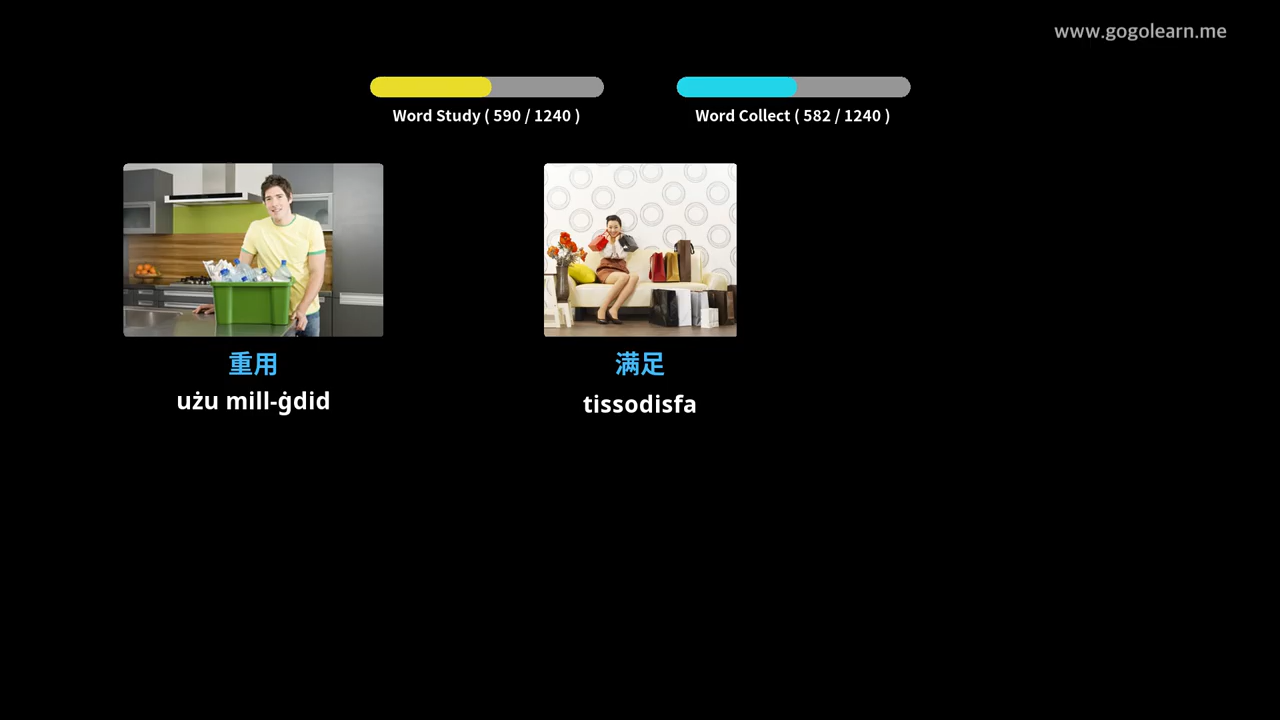 www.gogolearn.me
Word Study ( 590 / 1240 )
Word Collect ( 582 / 1240 )
重用
użu mill-ġdid
满足
tissodisfa